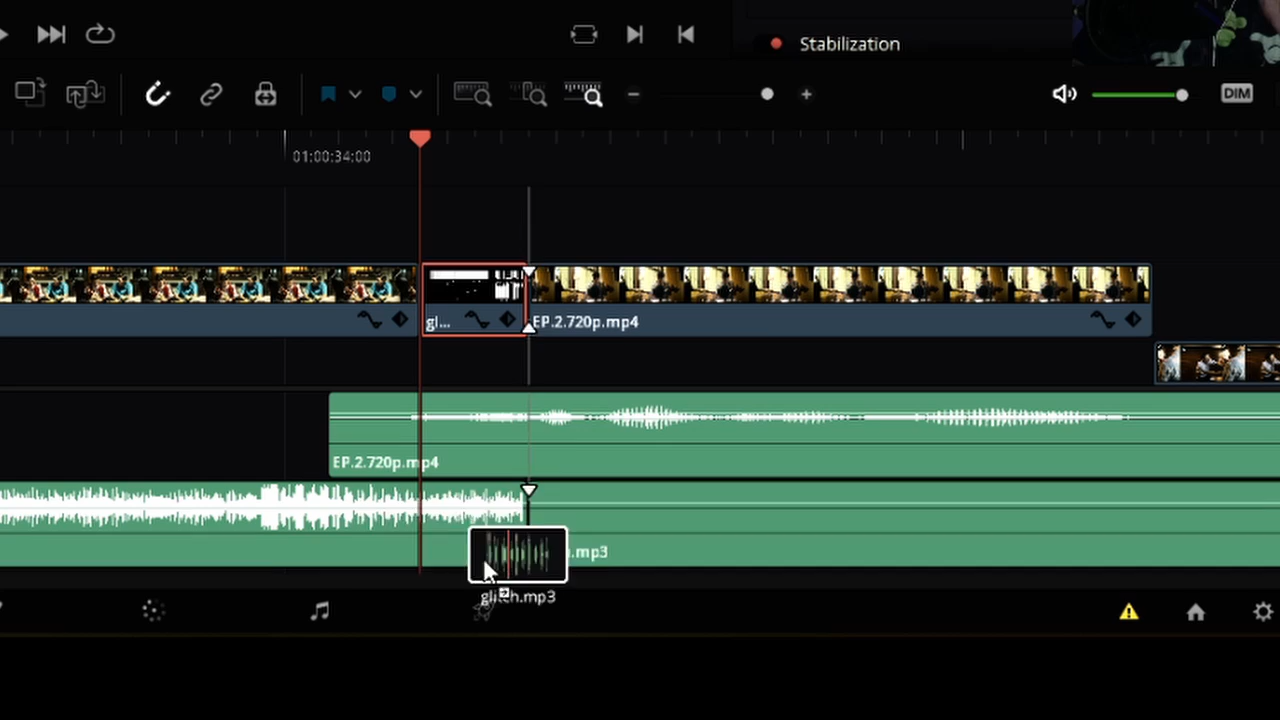 Stabilization
DIM
01:00:34:00
gl...
EP.2.720p.mp4
EP.2.720p.mp4
.mp3
glitch.mp3